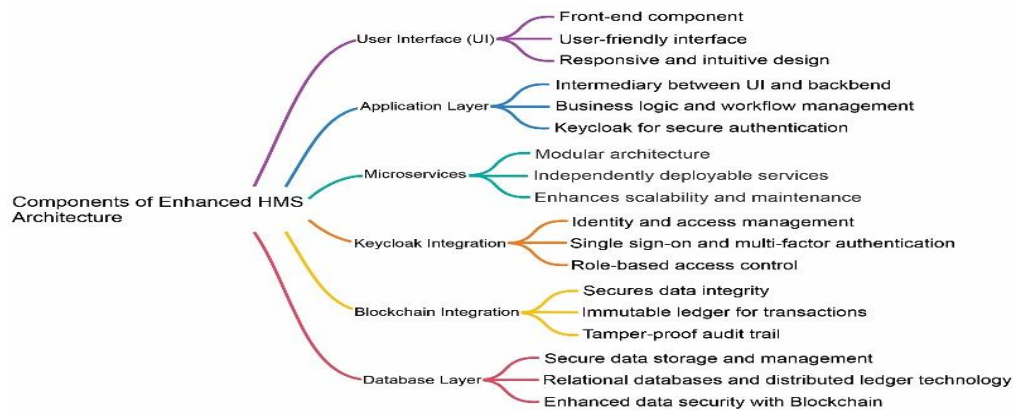 Components of Enhanced HMS
Architecture
User Interface (UI)
Front-end component
User-friendly interface
Responsive and intuitive design
Application Layer
Intermediary between UI and backbend
Business logic and workflow management
Keycloak for secure authentication
Microservices
Modular architecture
Independently deployable services
Enhances scalability and maintenance
Keycloak Integration
Identity and access management
Single sign-on and multi-factor authentication
Role-based access control
Blockchain Integration
Secures data integrity
Immutable ledger for transactions
Tamper-proof audit trail
Database Layer
Secure data storage and management
Relational databases and distributed ledger technology
Enhanced data security with Blockchain